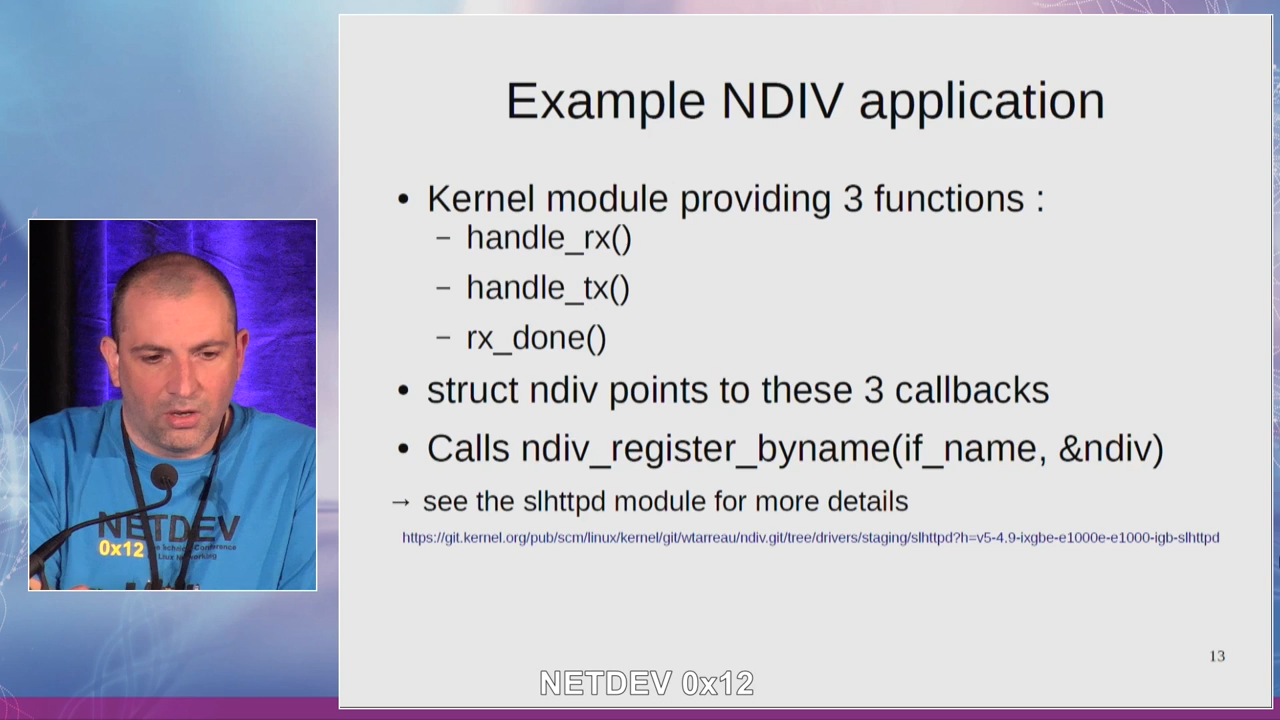 Example NDIV application
• Kernel module providing 3 functions :
– handle_rx()
– handle_tx()
– rx_done()
• struct ndiv points to these 3 callbacks
• Calls ndiv_register_byname(if_name, &ndiv)
→ see the slhttpd module for more details
https://git.kernel.org/pub/scm/linux/kernel/git/wtarreau/ndiv.git/tree/drivers/staging/slhttpd?h=v5-4.9-ixgbe-e1000e-e1000-igb-slhttpd
13
NETDEV
0x12
Conference
NETDEV 0x12